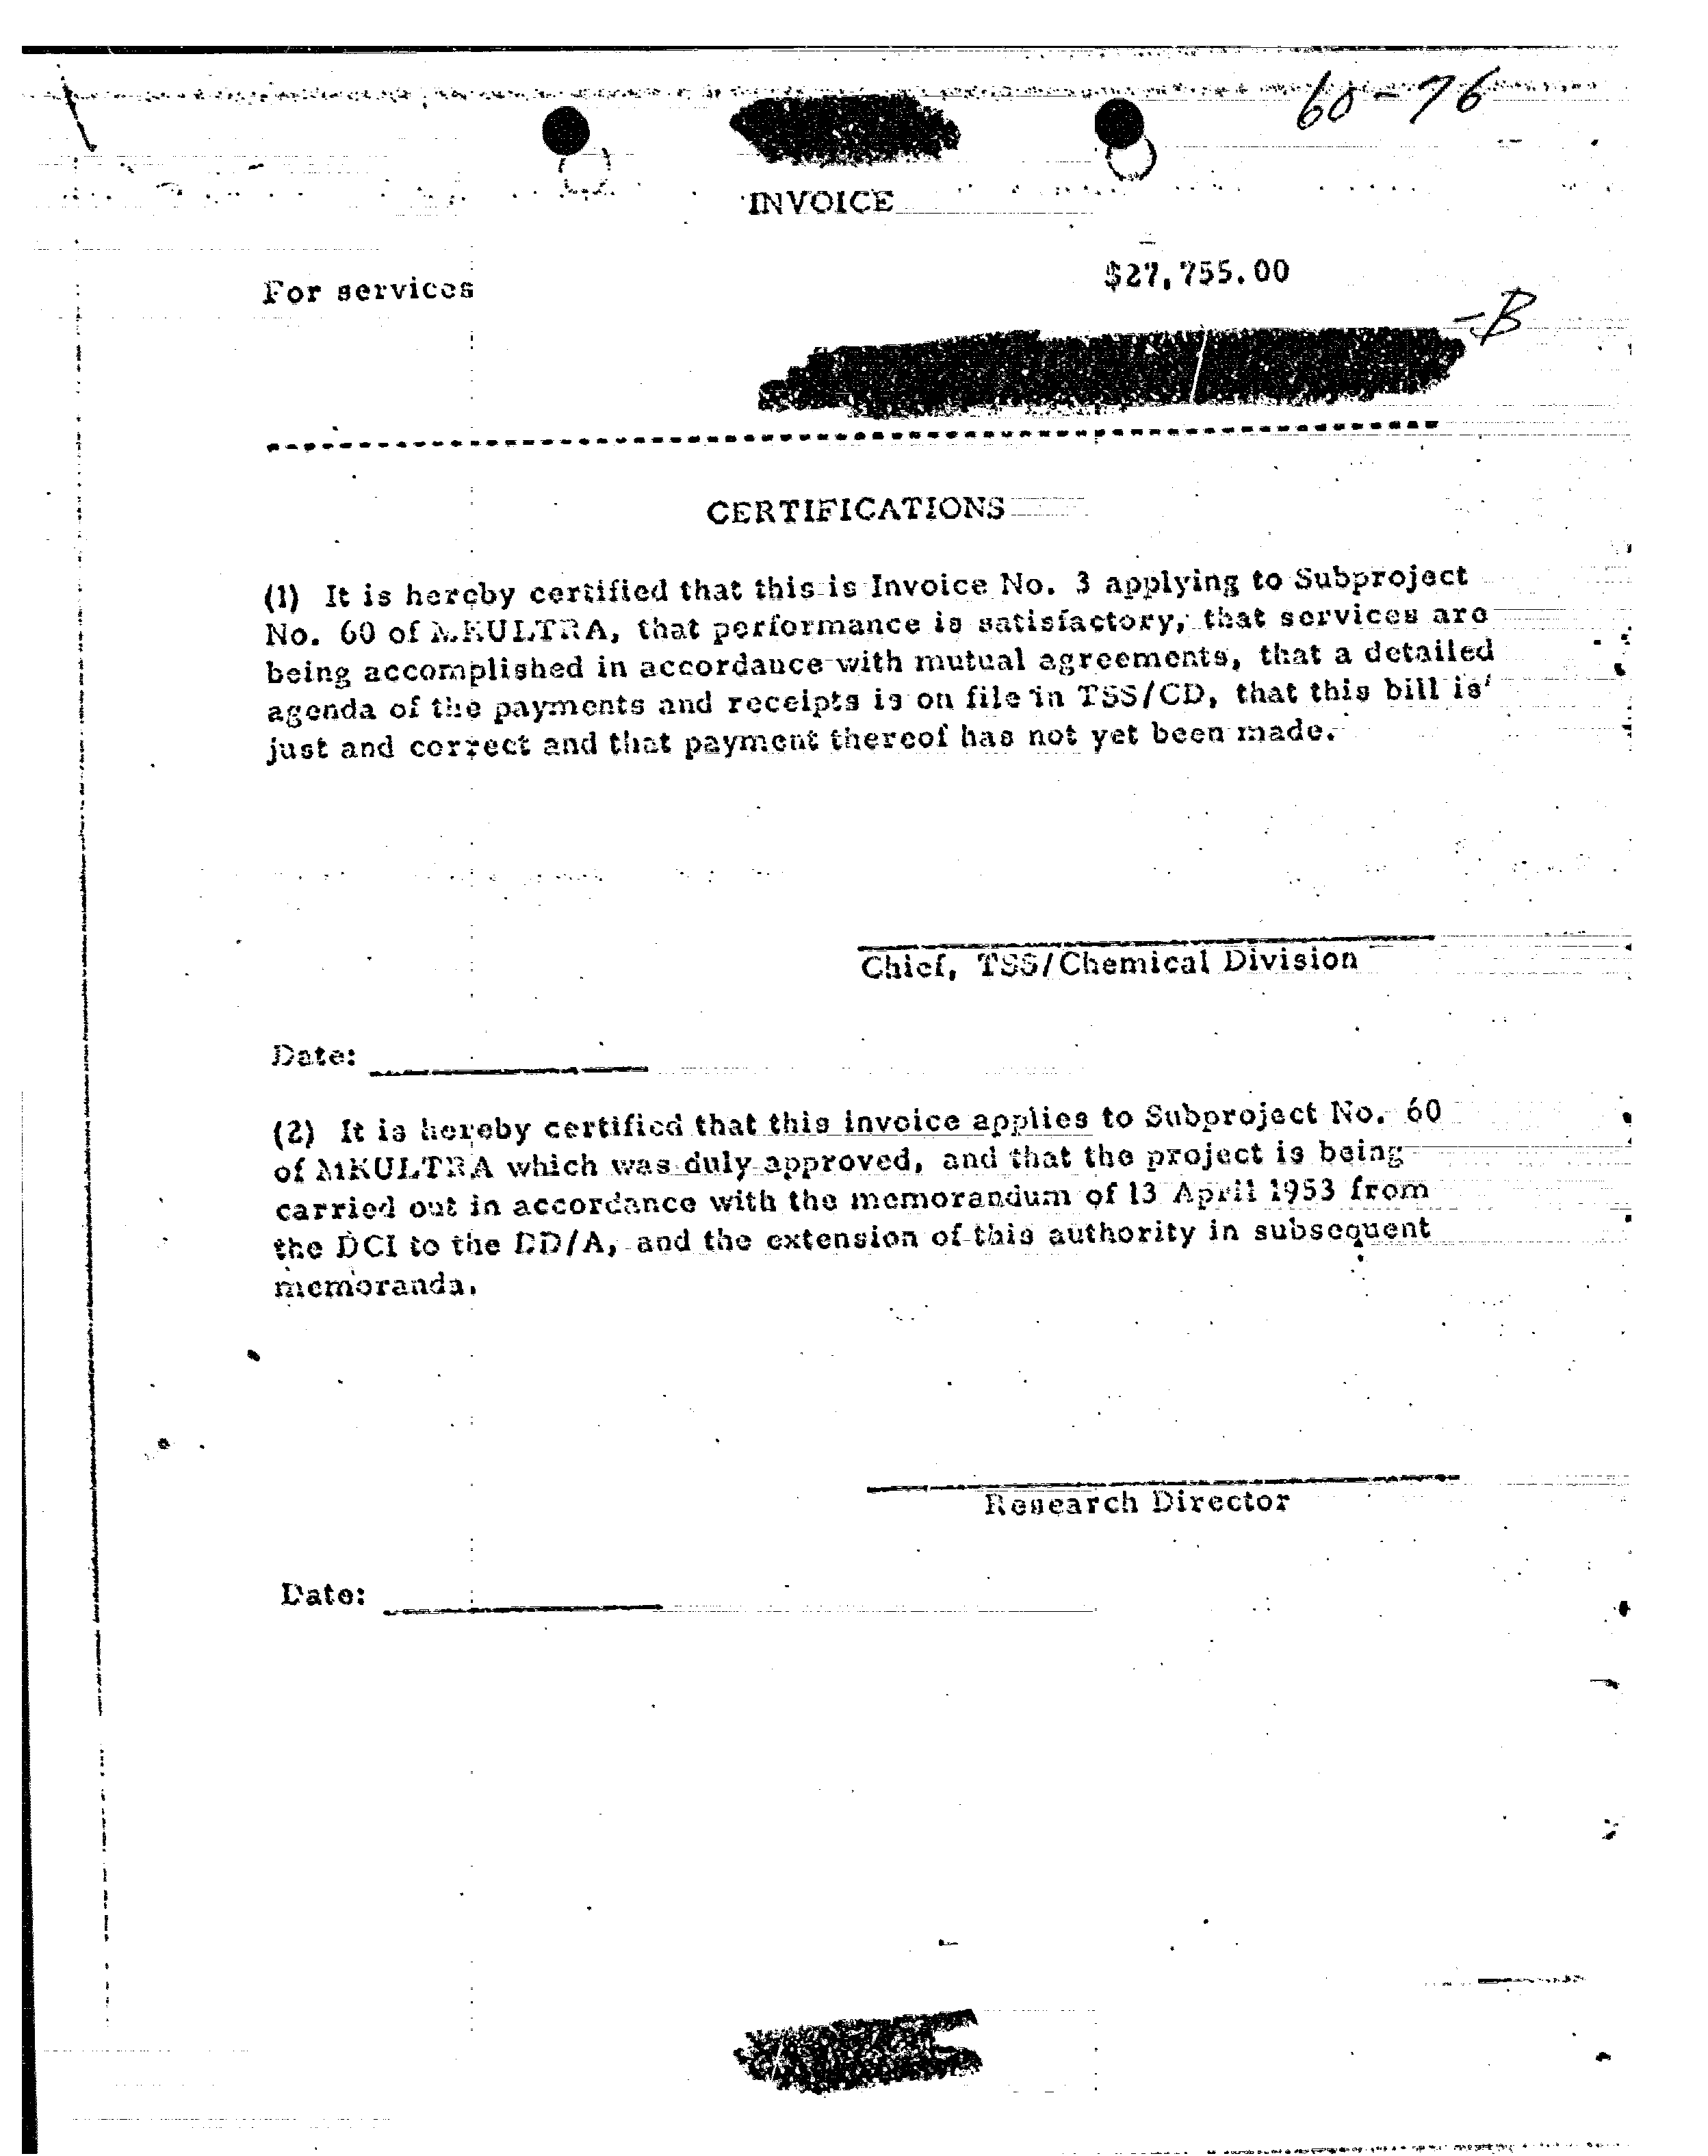 60-76
INVOICE
For services $27,755.00
-B
CERTIFICATIONS
(1) It is hereby certified that this is Invoice No. 3 applying to Subproject
No. 60 of MKULTRA, that performance is satisfactory, that services are
being accomplished in accordance with mutual agreements, that a detailed
agenda of the payments and receipts is on file in TSS/CD, that this bill is
just and correct and that payment thereof has not yet been made.
Chief, TSS/Chemical Division
Date:
(2) It is hereby certified that this invoice applies to Subproject No. 60
of MKULTRA which was duly approved, and that the project is being
carried out in accordance with the memorandum of 13 April 1953 from
the DCI to the DD/A, and the extension of this authority in subsequent
memoranda.
Research Director
Date: